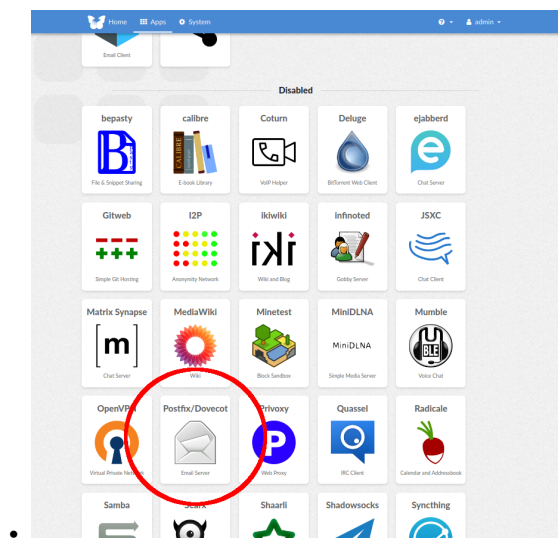 Home Apps System admin
Email Client
Disabled
bepasty calibre Coturn Deluge ejabberd
B CALIBRE e
File & Snippet Sharing E-book Library VoIP Helper BitTorrent Web Client Chat Server
Gitweb I2P ikiwiki infinoted JSXC
iki
Simple Git Hosting Anonymity Network Wiki and Blog Gobby Server Chat Client
Matrix Synapse MediaWiki Minetest MiniDLNA Mumble
[m] MiniDLNA BLE
Chat Server Wiki Block Sandbox Simple Media Server Voice Chat
Postfix/Dovecot Privoxy Quassel Radicale
P
Email Server Web Proxy IRC Client Calendar and Addressbook
Samba Searx Shaarli Shadowsocks Syncthing